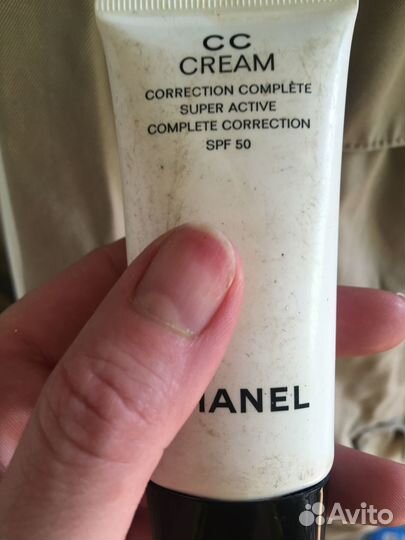 CC
CREAM
CORRECTION COMPLÈTE
SUPER ACTIVE
COMPLETE CORRECTION
SPF 50
HANEL
Avito